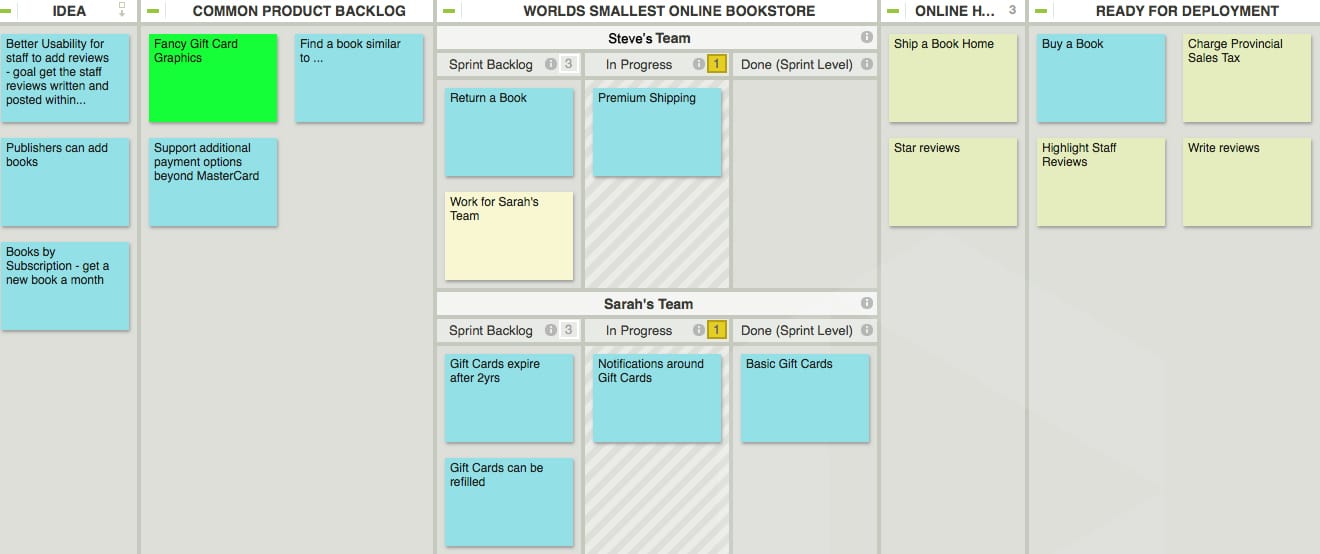 IDEA
COMMON PRODUCT BACKLOG
WORLDS SMALLEST ONLINE BOOKSTORE
ONLINE H... 3
READY FOR DEPLOYMENT
Better Usability for
staff to add reviews
- goal get the staff
reviews written and
posted within...
Publishers can add
books
Books by
Subscription - get a
new book a month
Fancy Gift Card
Graphics
Find a book similar
to ...
Support additional
payment options
beyond MasterCard
Steve's Team
Sprint Backlog 3
In Progress 1
Done (Sprint Level)
Return a Book
Premium Shipping
Work for Sarah's
Team
Sarah's Team
Sprint Backlog 3
In Progress 1
Done (Sprint Level)
Gift Cards expire
after 2yrs
Notifications around
Gift Cards
Basic Gift Cards
Gift Cards can be
refilled
Ship a Book Home
Star reviews
Buy a Book
Charge Provincial
Sales Tax
Highlight Staff
Reviews
Write reviews